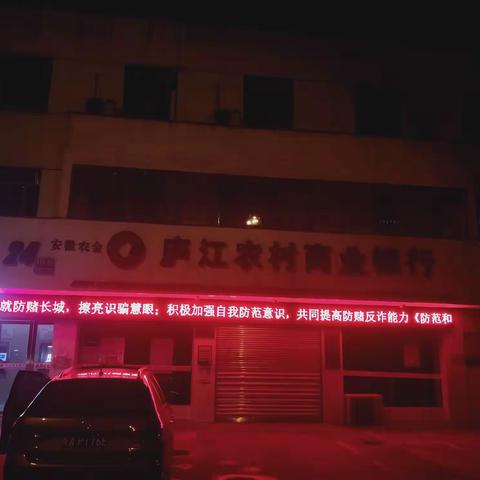 24
安徽农金
庐江农村商业银行
就防赌长城，擦亮识骗慧眼；积极加强自我防范意识，共同提高防赌反诈能力《防范和